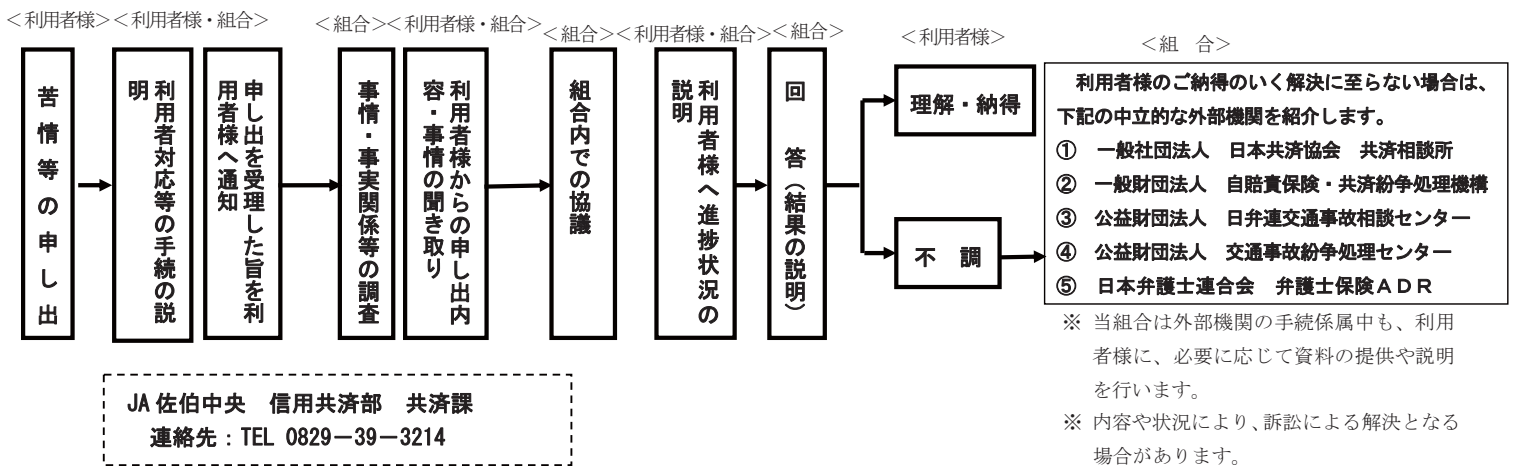 ＜利用者様＞
＜利用者様・組合＞
＜組合＞
＜利用者様・組合＞
＜組合＞
＜利用者様・組合＞
＜組合＞
＜利用者様＞
＜組　合＞
苦情等の申し出
利用者対応等の手続の説
明
申し出を受理した旨を利
用者様へ通知
事情・事実関係等の調査
利用者様からの申し出内
容・事情の聞き取り
組合内での協議
利用者様へ進捗状況の
説明
回　答（結果の説明）
理解・納得
不　調
利用者様のご納得のいく解決に至らない場合は、
下記の中立的な外部機関を紹介します。
①　一般社団法人　日本共済協会　共済相談所
②　一般財団法人　自賠責保険・共済紛争処理機構
③　公益財団法人　日弁連交通事故相談センター
④　公益財団法人　交通事故紛争処理センター
⑤　日本弁護士連合会　弁護士保険ＡＤＲ
※ 当組合は外部機関の手続係属中も、利用
者様に、必要に応じて資料の提供や説明
を行います。
※ 内容や状況により、訴訟による解決となる
場合があります。
JA 佐伯中央　信用共済部　共済課
連絡先：TEL 0829－39－3214